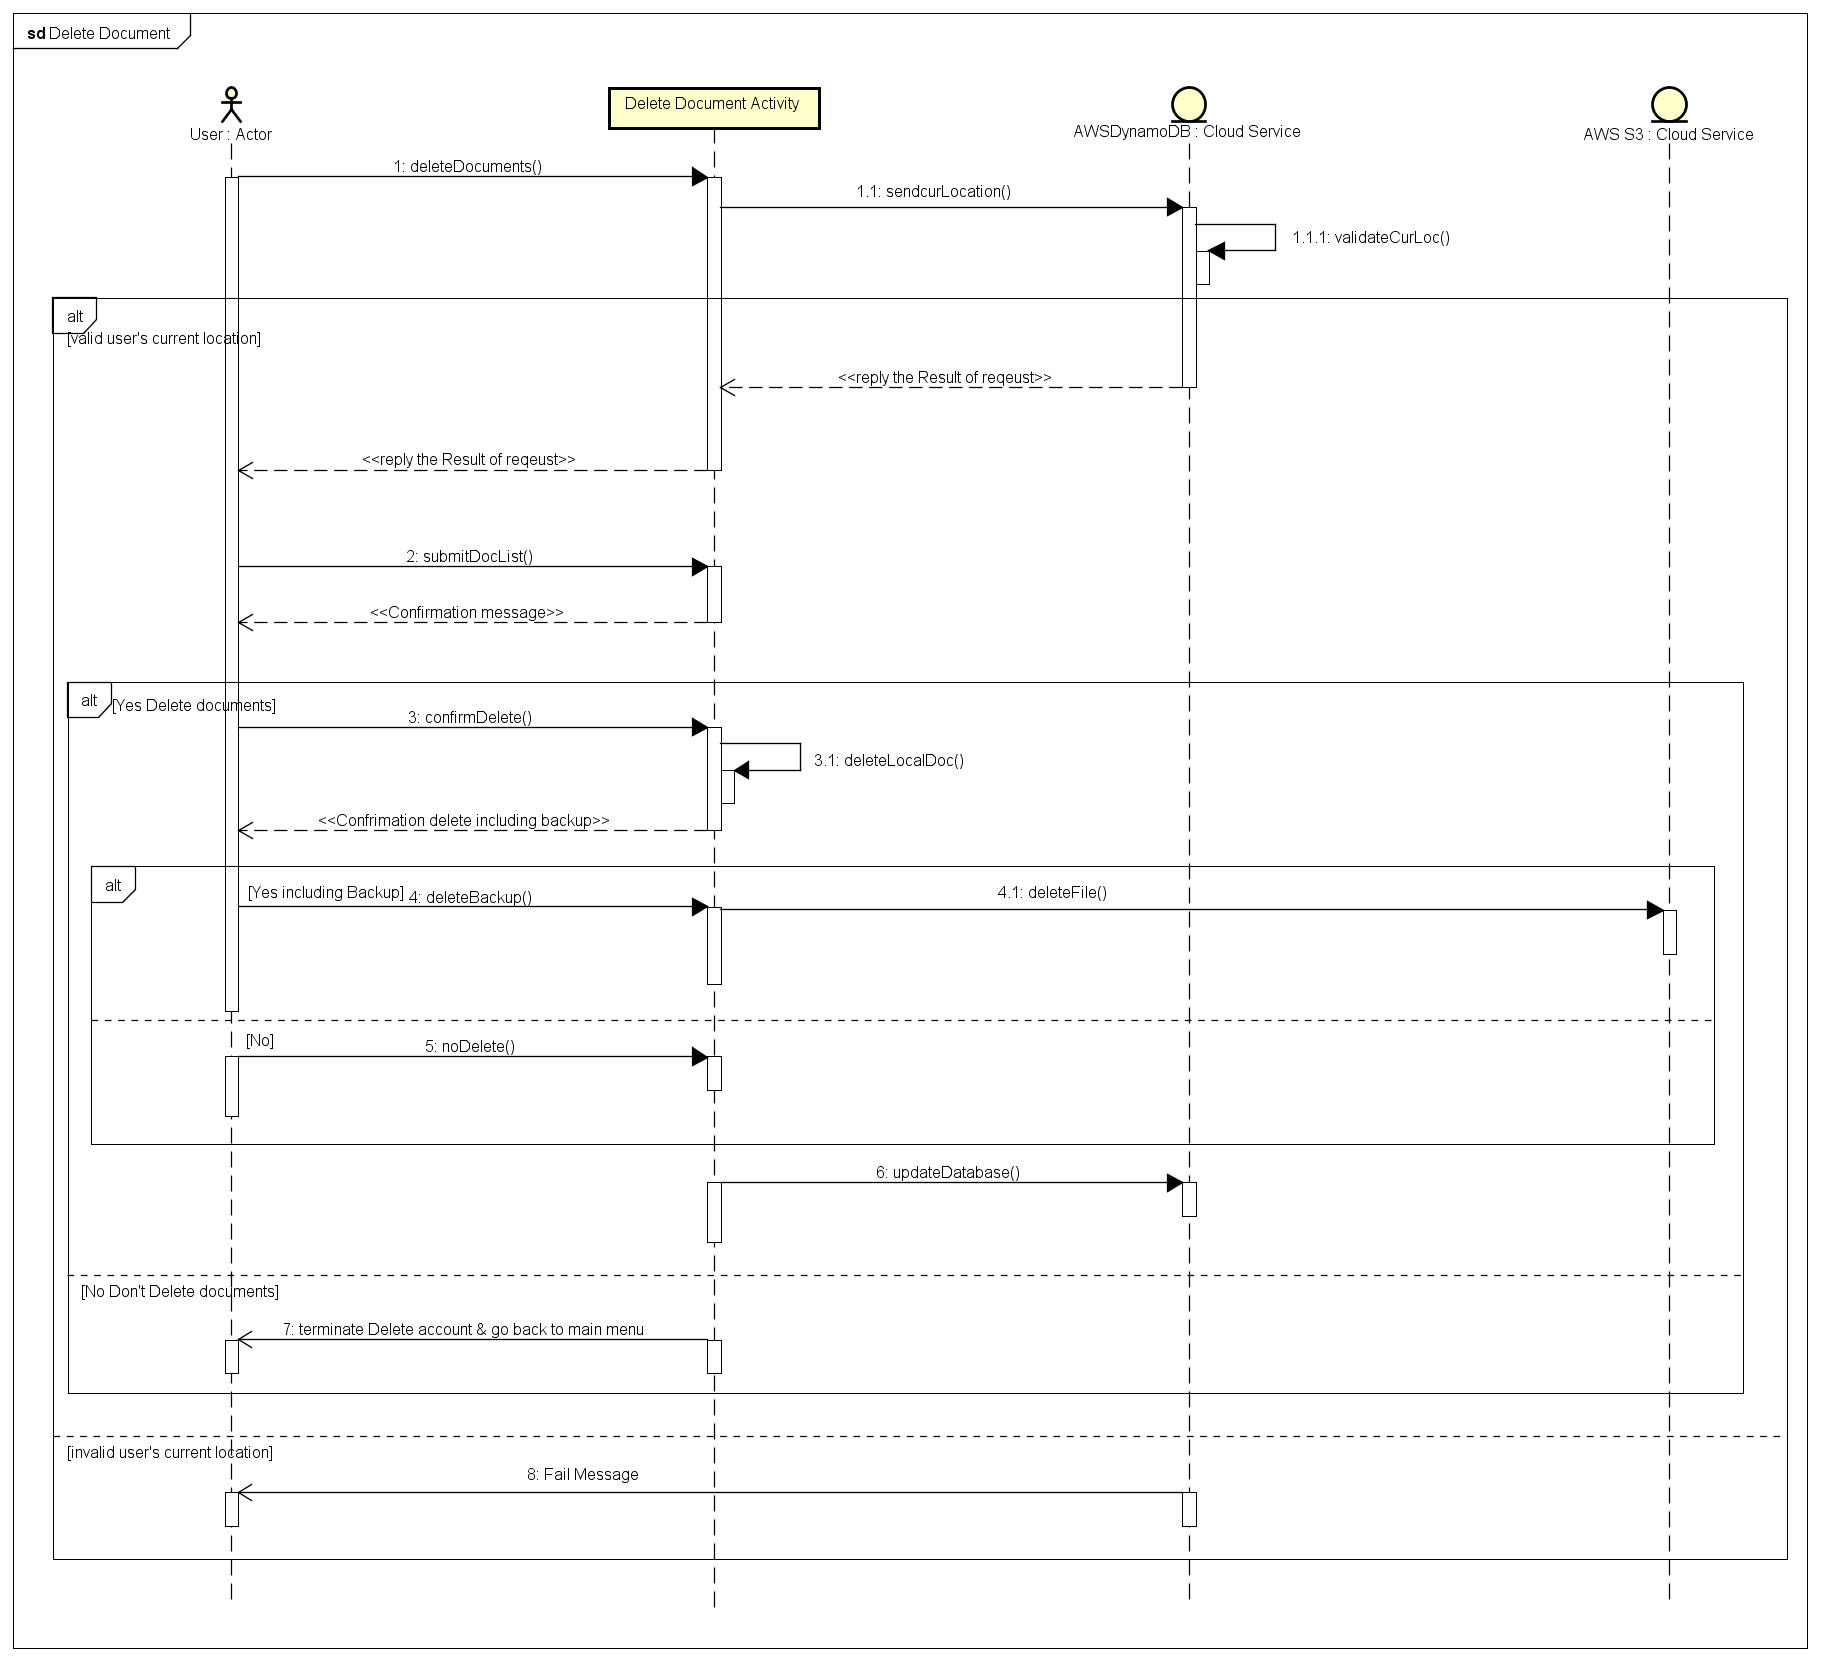 sd Delete Document
User : Actor
Delete Document Activity
AWSDynamoDB : Cloud Service
AWS S3 : Cloud Service
1: deleteDocuments()
1.1: sendcurLocation()
1.1.1: validateCurLoc()
alt
[valid user's current location]
<<reply the Result of reqeust>>
<<reply the Result of reqeust>>
2: submitDocList()
<<Confirmation message>>
alt
[Yes Delete documents]
3: confirmDelete()
3.1: deleteLocalDoc()
<<Confrimation delete including backup>>
alt
[Yes including Backup]
4: deleteBackup()
4.1: deleteFile()
[No]
5: noDelete()
6: updateDatabase()
[No Don't Delete documents]
7: terminate Delete account & go back to main menu
[invalid user's current location]
8: Fail Message